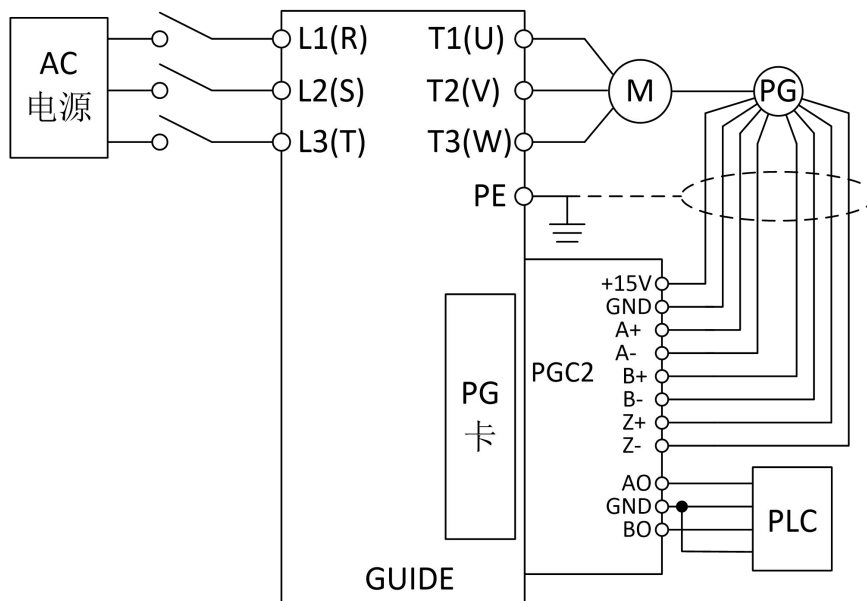 AC
电源
L1(R)
L2(S)
L3(T)
T1(U)
T2(V)
T3(W)
PE
M
PG
+15V
GND
A+
A-
B+
B-
Z+
Z-
PGC2
PG
卡
AO
GND
BO
PLC
GUIDE